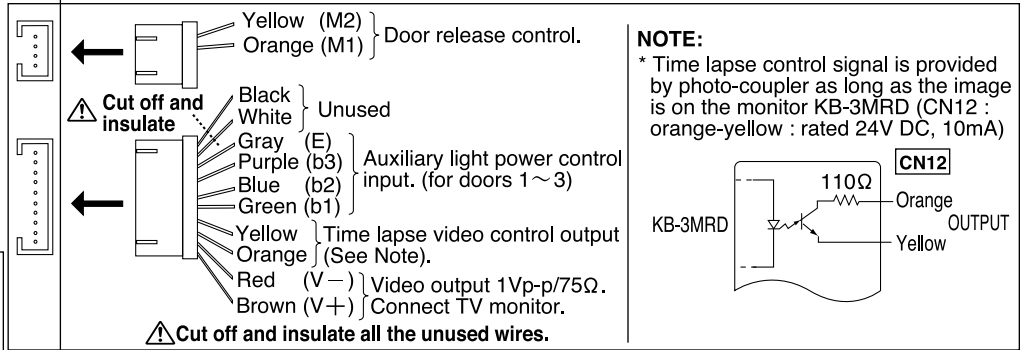 Yellow (M2)
Orange (M1)
Door release control.
⚠ Cut off and
insulate
Black
White
Unused
Gray (E)
Purple (b3)
Blue (b2)
Green (b1)
Auxiliary light power control
input. (for doors 1～3)
Yellow
Orange
Time lapse video control output
(See Note).
Red (V−)
Brown (V+)
Video output 1Vp-p/75Ω.
Connect TV monitor.
⚠Cut off and insulate all the unused wires.
NOTE:
* Time lapse control signal is provided
by photo-coupler as long as the image
is on the monitor KB-3MRD (CN12 :
orange-yellow : rated 24V DC, 10mA)
CN12
110Ω
Orange
KB-3MRD
OUTPUT
Yellow